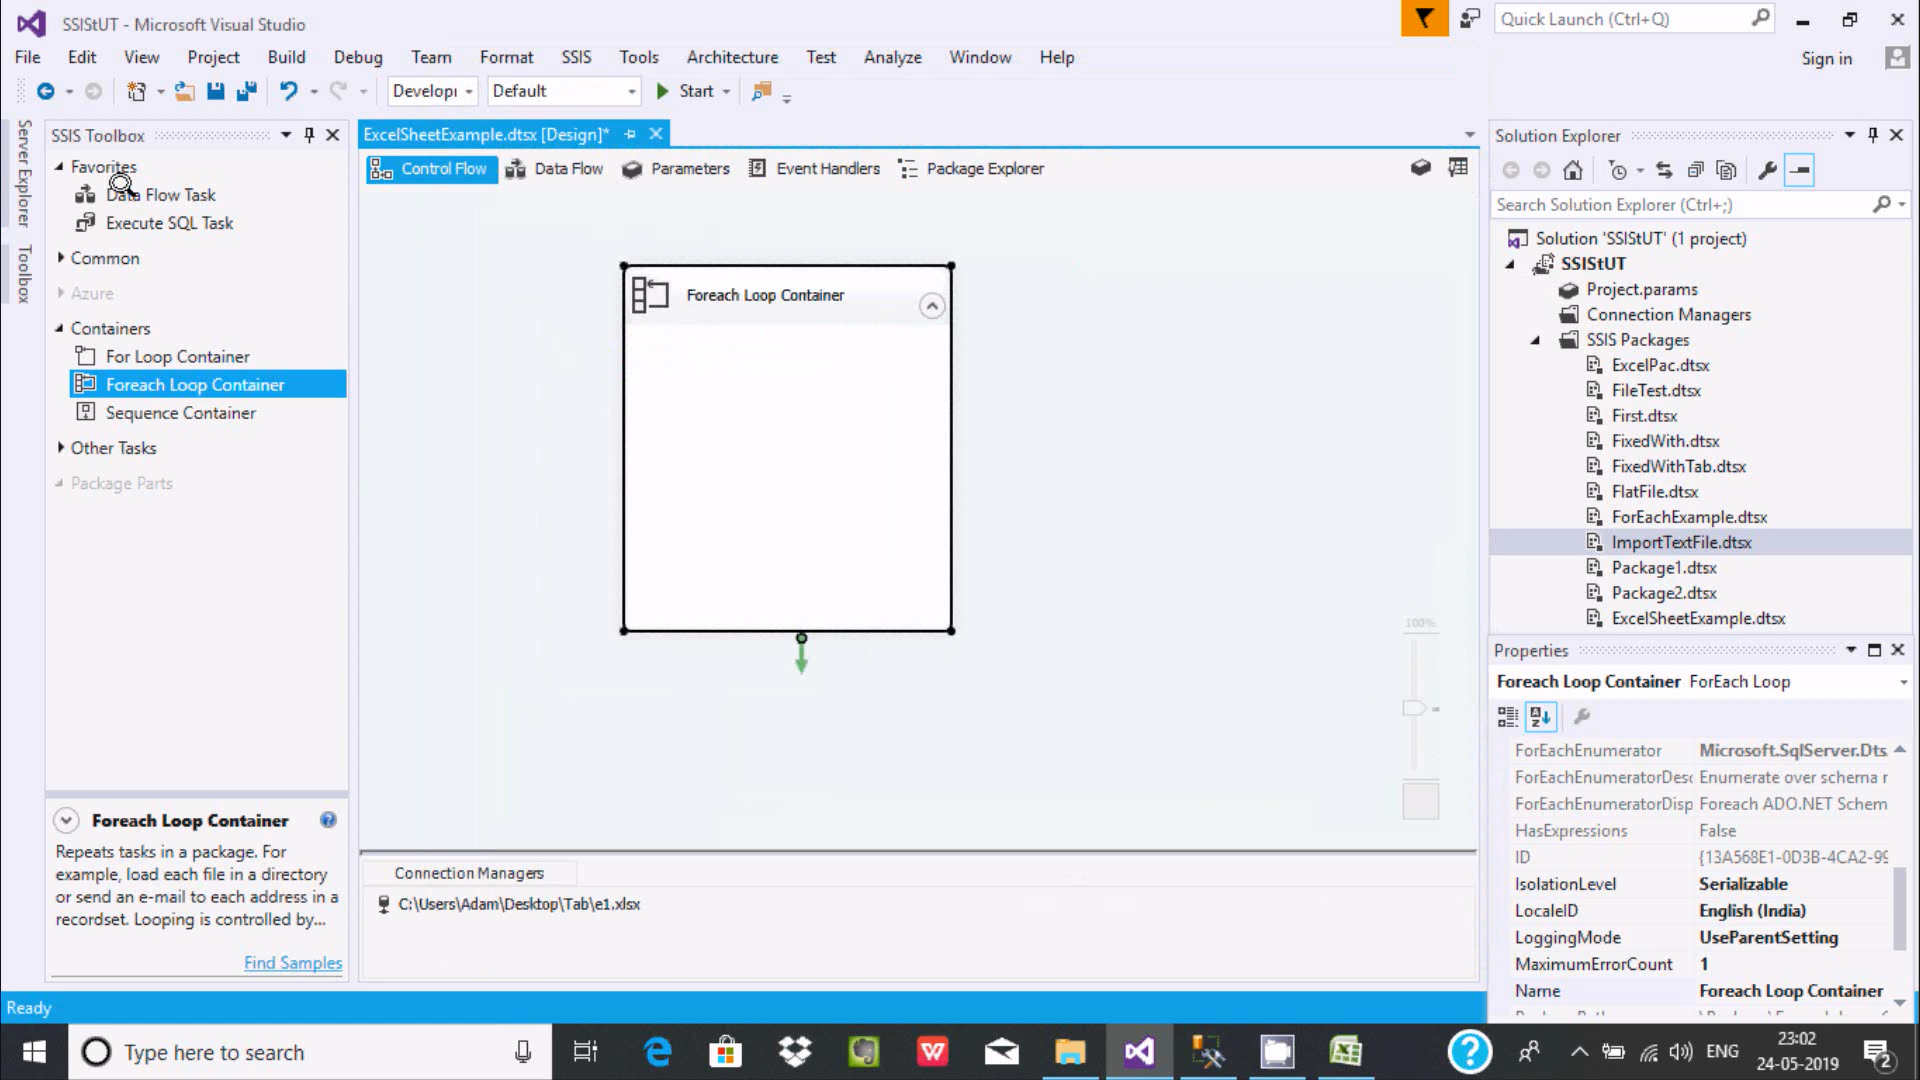 SSIStUT - Microsoft Visual Studio
Quick Launch (Ctrl+Q)
File Edit View Project Build Debug Team Format SSIS Tools Architecture Test Analyze Window Help
Sign in
Develop Default Start
Server Explorer
Toolbox
SSIS Toolbox
Favorites
Data Flow Task
Execute SQL Task
Common
Azure
Containers
For Loop Container
Foreach Loop Container
Sequence Container
Other Tasks
Package Parts
Foreach Loop Container
Repeats tasks in a package. For
example, load each file in a directory
or send an e-mail to each address in a
recordset. Looping is controlled by...
Find Samples
ExcelSheetExample.dtsx [Design]*
Control Flow Data Flow Parameters Event Handlers Package Explorer
Foreach Loop Container
100%
Connection Managers
C:\Users\Adam\Desktop\Tab\e1.xlsx
Solution Explorer
Search Solution Explorer (Ctrl+;)
Solution 'SSIStUT' (1 project)
SSIStUT
Project.params
Connection Managers
SSIS Packages
ExcelPac.dtsx
FileTest.dtsx
First.dtsx
FixedWith.dtsx
FixedWithTab.dtsx
FlatFile.dtsx
ForEachExample.dtsx
ImportTextFile.dtsx
Package1.dtsx
Package2.dtsx
ExcelSheetExample.dtsx
Properties
Foreach Loop Container ForEach Loop
ForEachEnumerator Microsoft.SqlServer.Dts.
ForEachEnumeratorDesc Enumerate over schema r
ForEachEnumeratorDisp Foreach ADO.NET Schem
HasExpressions False
ID {13A568E1-0D3B-4CA2-99
IsolationLevel Serializable
LocaleID English (India)
LoggingMode UseParentSetting
MaximumErrorCount 1
Name Foreach Loop Container
Ready
Type here to search
ENG
23:02
24-05-2019
2